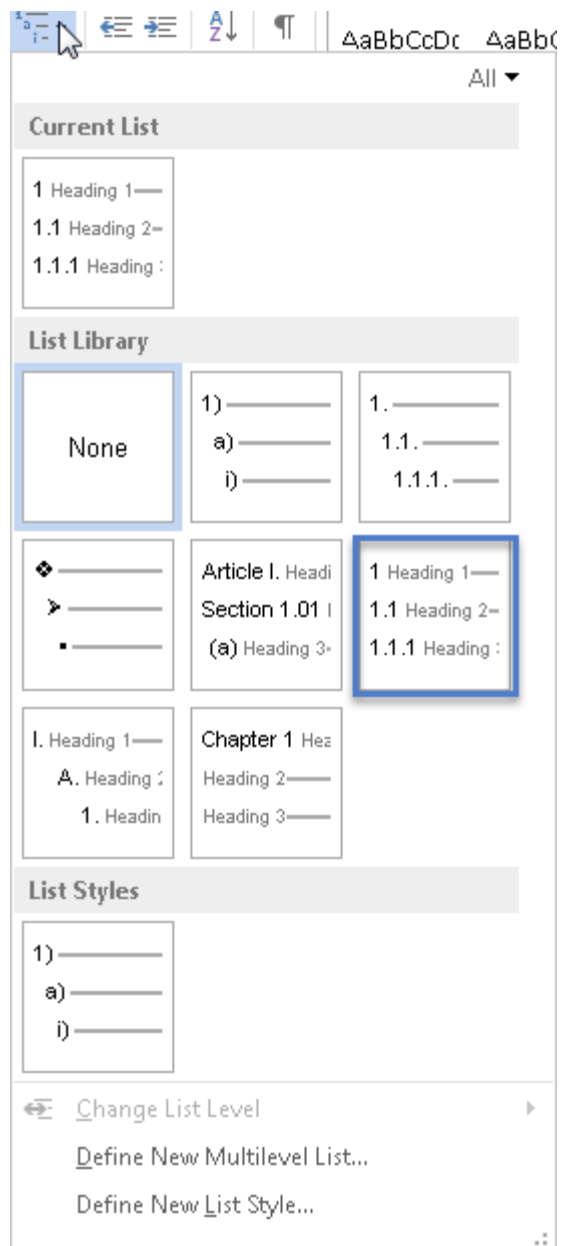 AaBbCcDc AaBb(
All
Current List
1 Heading 1
1.1 Heading 2
1.1.1 Heading
List Library
None
1)
a)
i)
1.
1.1.
1.1.1.
Article I. Headi
Section 1.01
(a) Heading 3
1 Heading 1
1.1 Heading 2
1.1.1 Heading
I. Heading 1
A. Heading
1. Headin
Chapter 1 Hea
Heading 2
Heading 3
List Styles
1)
a)
i)
Change List Level
Define New Multilevel List...
Define New List Style...